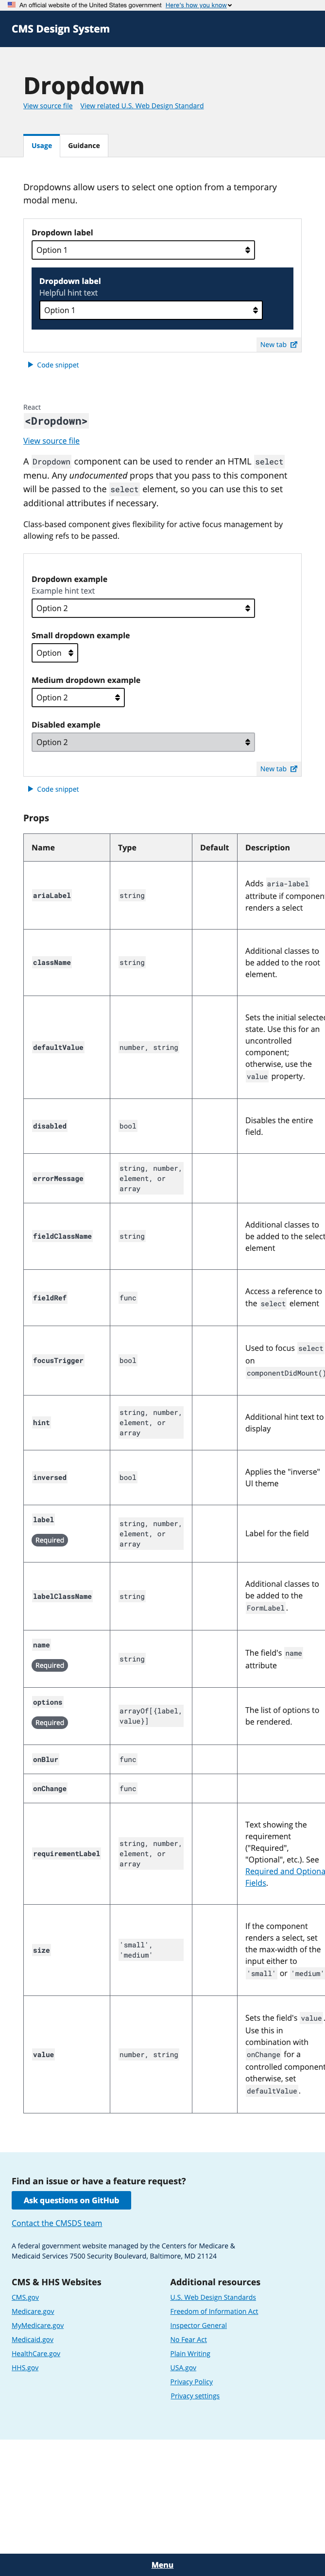 An official website of the United States government Here's how you know
CMS Design System
Dropdown
View source file View related U.S. Web Design Standard
Usage Guidance
Dropdowns allow users to select one option from a temporary
modal menu.
Dropdown label
Option 1
Dropdown label
Helpful hint text
Option 1
New tab
Code snippet
React
<Dropdown>
View source file
A Dropdown component can be used to render an HTML select
menu. Any undocumented props that you pass to this component
will be passed to the select element, so you can use this to set
additional attributes if necessary.
Class-based component gives flexibility for active focus management by
allowing refs to be passed.
Dropdown example
Example hint text
Option 2
Small dropdown example
Option
Medium dropdown example
Option 2
Disabled example
Option 2
New tab
Code snippet
Props
Name Type Default Description
ariaLabel string Adds aria-label
attribute if component
renders a select
className string Additional classes to
be added to the root
element.
defaultValue number, string Sets the initial selected
state. Use this for an
uncontrolled
component;
otherwise, use the
value property.
disabled bool Disables the entire
field.
errorMessage string, number,
element, or
array
fieldClassName string Additional classes to
be added to the select
element
fieldRef func Access a reference to
the select element
focusTrigger bool Used to focus select
on
componentDidMount()
hint string, number,
element, or
array
Additional hint text to
display
inversed bool Applies the "inverse"
UI theme
label
Required
string, number,
element, or
array
Label for the field
labelClassName string Additional classes to
be added to the
FormLabel.
name
Required
string
The field's name
attribute
options
Required
arrayOf[{label,
value}]
The list of options to
be rendered.
onBlur func
onChange func
requirementLabel string, number,
element, or
array
Text showing the
requirement
("Required",
"Optional", etc.). See
Required and Optional
Fields.
size 'small',
'medium'
If the component
renders a select, set
the max-width of the
input either to
'small' or 'medium'
value number, string Sets the field's value.
Use this in
combination with
onChange for a
controlled component;
otherwise, set
defaultValue.
Find an issue or have a feature request?
Ask questions on GitHub
Contact the CMSDS team
A federal government website managed by the Centers for Medicare &
Medicaid Services 7500 Security Boulevard, Baltimore, MD 21124
CMS & HHS Websites
CMS.gov
Medicare.gov
MyMedicare.gov
Medicaid.gov
HealthCare.gov
HHS.gov
Additional resources
U.S. Web Design Standards
Freedom of Information Act
Inspector General
No Fear Act
Plain Writing
USA.gov
Privacy Policy
Privacy settings
Menu